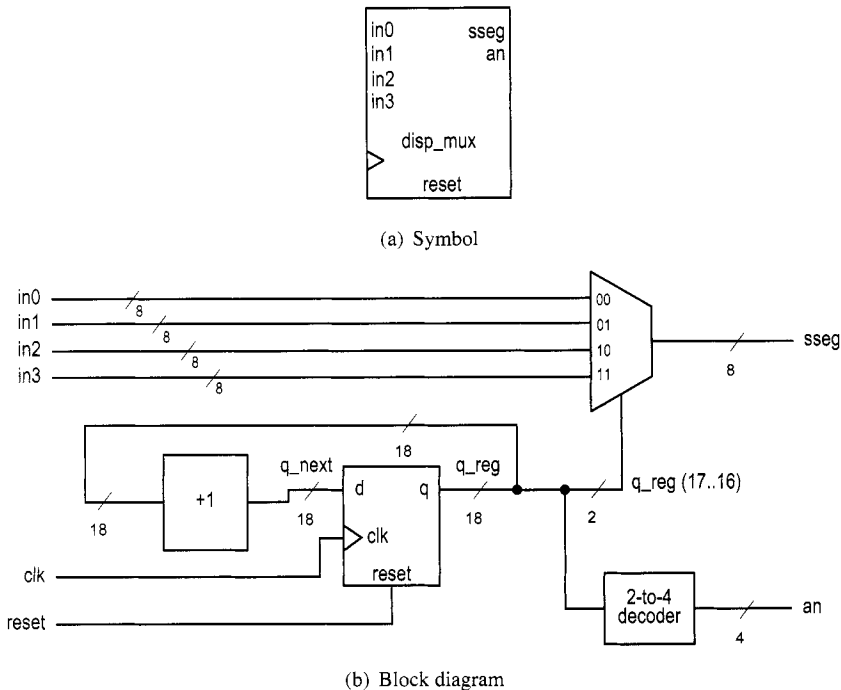 in0 sseg
in1 an
in2
in3
disp_mux
reset
(a) Symbol
in0 8 00
in1 8 01
in2 8 10
in3 8 11
sseg
8
18
q_next q_reg
+1 d q q_reg (17..16)
18 18 18 2
clk
clk
reset
reset
2-to-4
decoder
an
4
(b) Block diagram